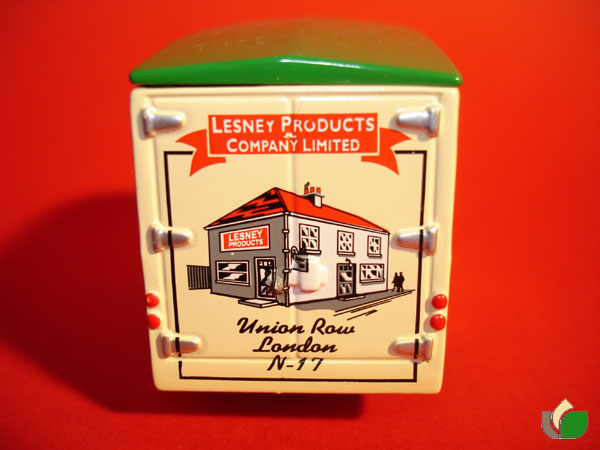 LESNEY PRODUCTS
&
COMPANY LIMITED
LESNEY
PRODUCTS
Union Row
London
N-17